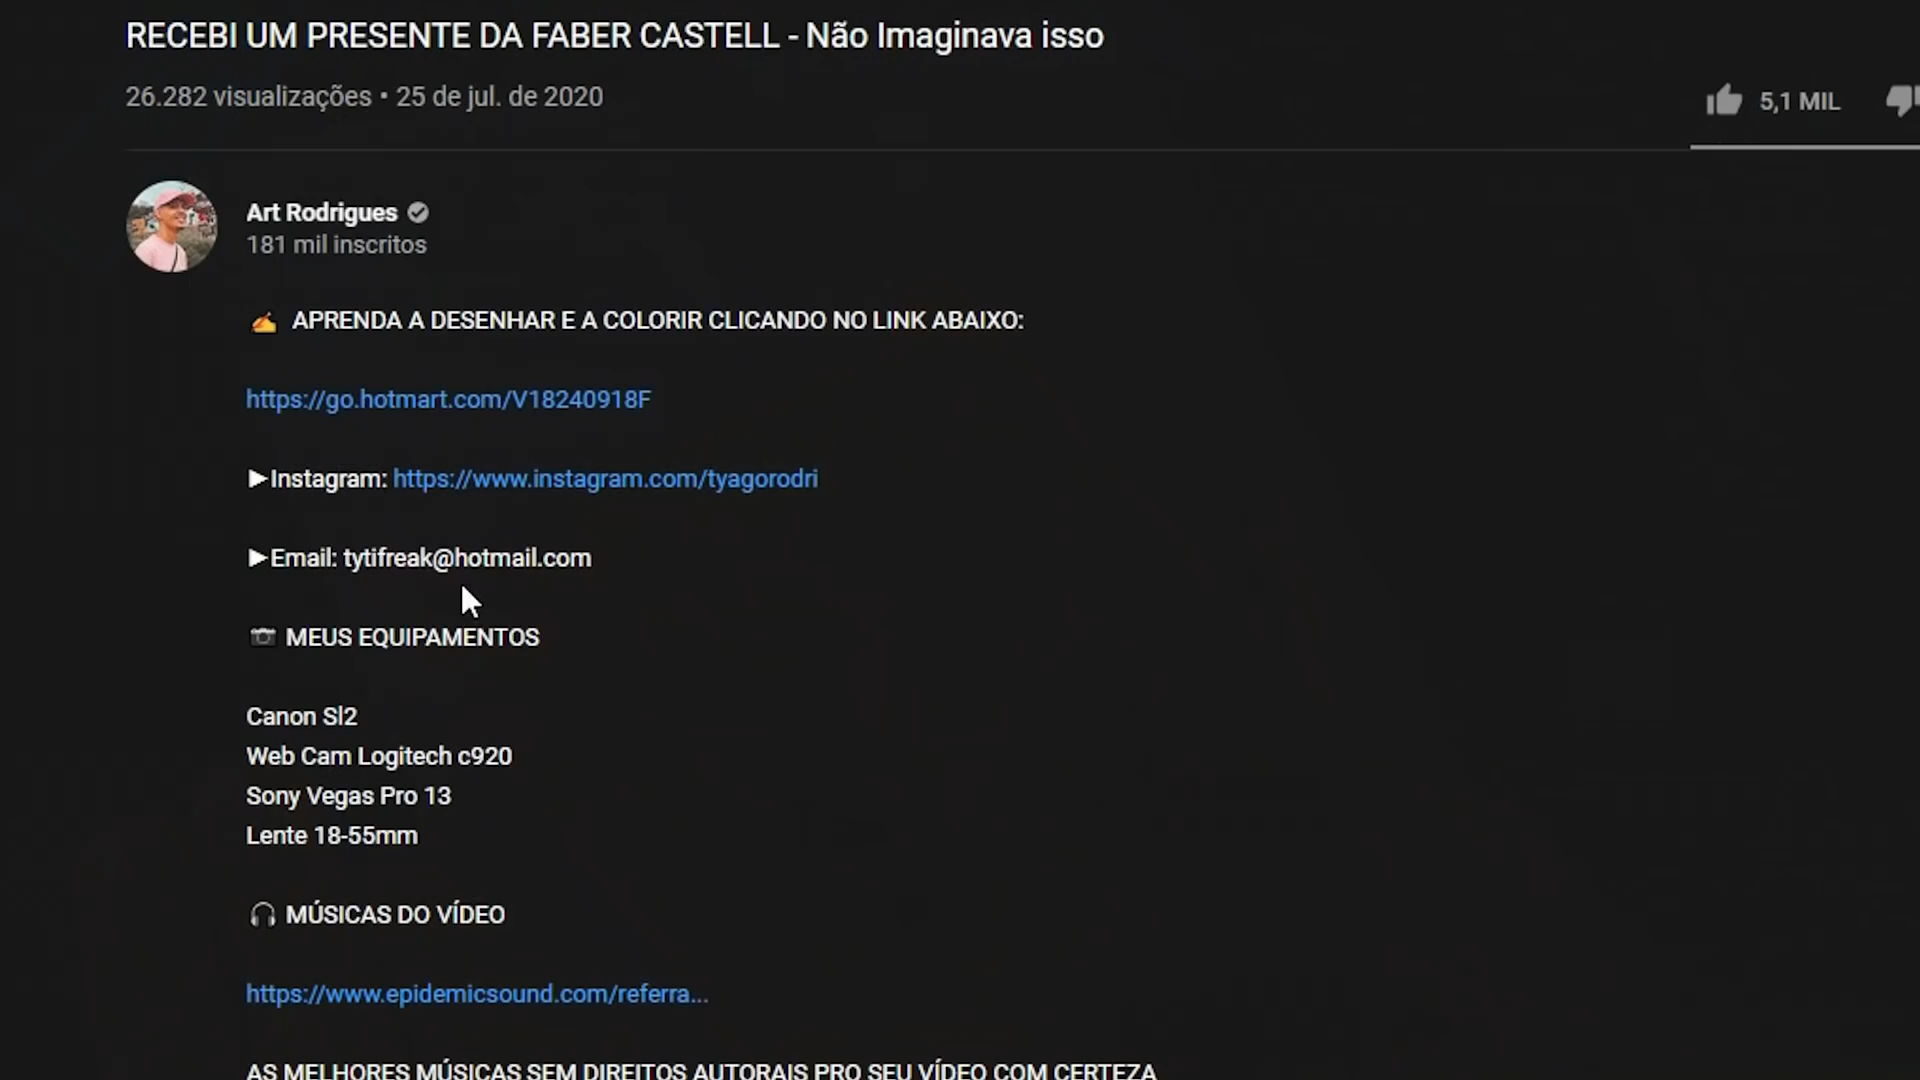 RECEBI UM PRESENTE DA FABER CASTELL - Não Imaginava isso
26.282 visualizações • 25 de jul. de 2020
5,1 MIL
Art Rodrigues
181 mil inscritos
APRENDA A DESENHAR E A COLORIR CLICANDO NO LINK ABAIXO:
https://go.hotmart.com/V18240918F
▶Instagram: https://www.instagram.com/tyagorodri
▶Email: tytifreak@hotmail.com
MEUS EQUIPAMENTOS
Canon Sl2
Web Cam Logitech c920
Sony Vegas Pro 13
Lente 18-55mm
MÚSICAS DO VÍDEO
https://www.epidemicsound.com/referra...
AS MELHORES MÚSICAS SEM DIREITOS AUTORAIS PRO SEU VÍDEO COM CERTEZA